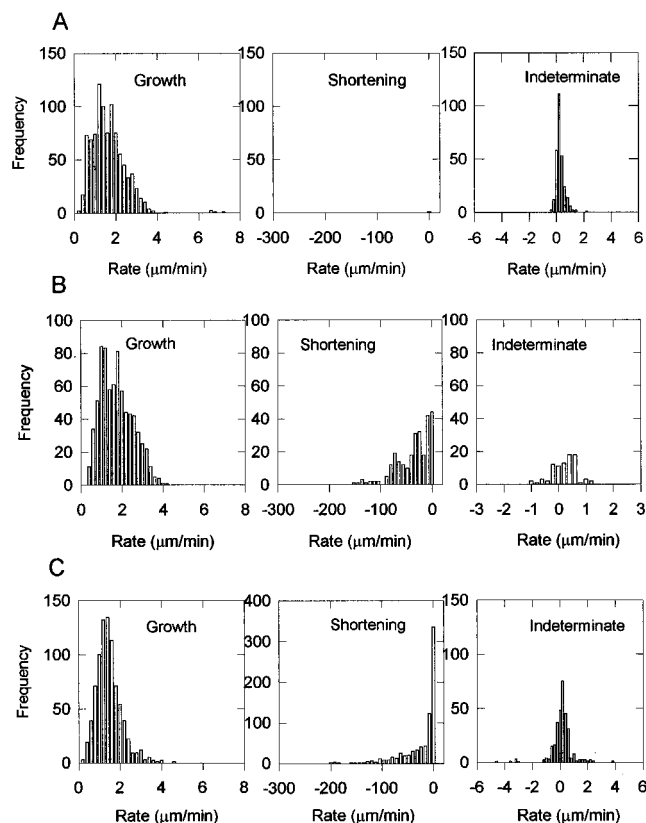 A
150 150 150
Growth Shortening Indeterminate
100 100 100
Frequency
50 50 50
0 0 0
0 2 4 6 8 -300 -200 -100 0 -6 -4 -2 0 2 4 6
Rate (μm/min) Rate (μm/min) Rate (μm/min)
B
100 100 100
Growth Shortening Indeterminate
80 80 80
60 60 60
Frequency
40 40 40
20 20 20
0 0 0
0 2 4 6 8 -300 -200 -100 0 -3 -2 -1 0 1 2 3
Rate (μm/min) Rate (μm/min) Rate (μm/min)
C
150 400 150
Growth Shortening Indeterminate
300
100 100
Frequency
200
50 50
100
0 0 0
0 2 4 6 8 -300 -200 -100 0 -6 -4 -2 0 2 4 6
Rate (μm/min) Rate (μm/min) Rate (μm/min)